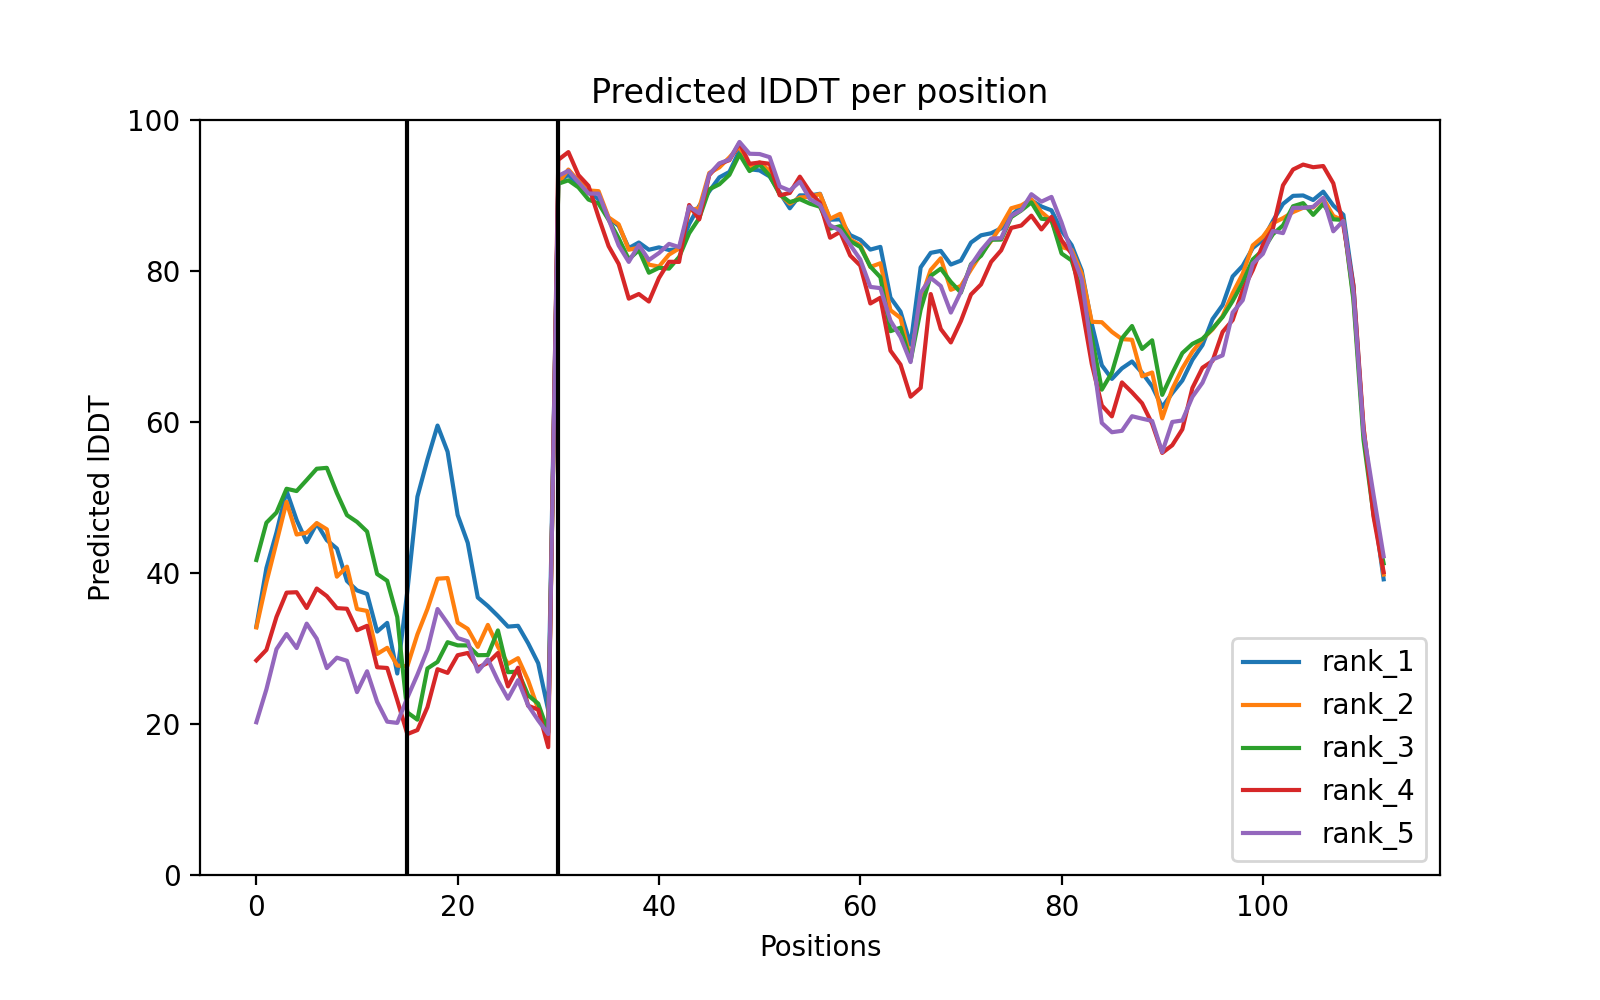 Predicted lDDT per position
100
80
60
40
20
0
Predicted lDDT
0 20 40 60 80 100
Positions
rank_1
rank_2
rank_3
rank_4
rank_5